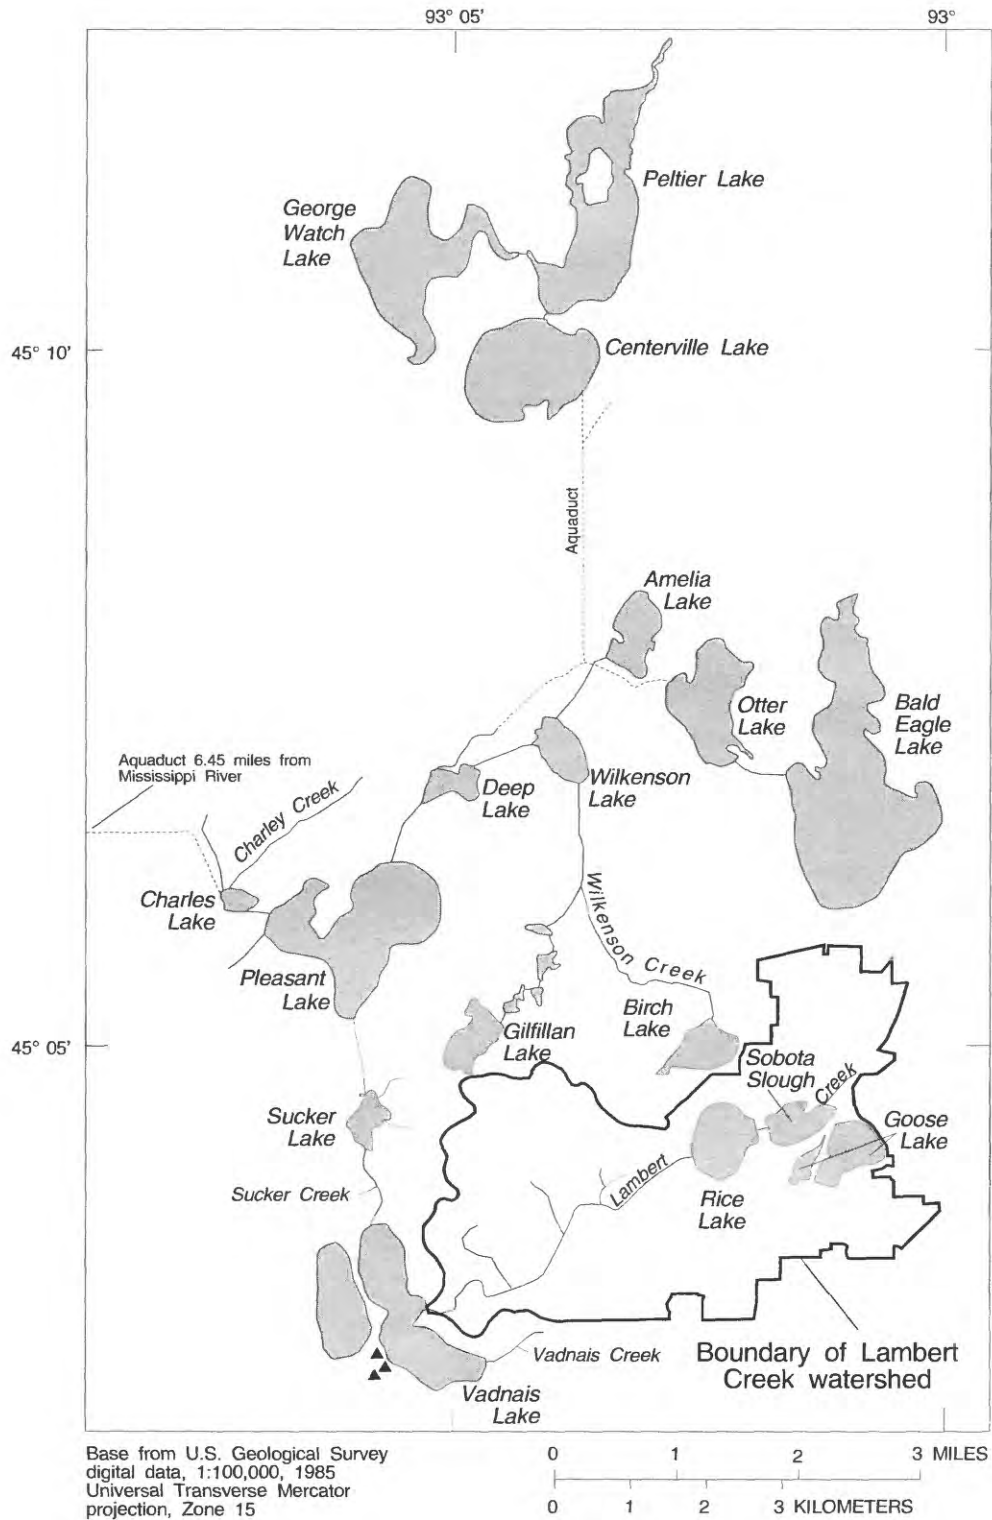 93° 05'
93°
Peltier Lake
George
Watch
Lake
45° 10'
Centerville Lake
Aquaduct
Amelia
Lake
Otter
Lake
Bald
Eagle
Lake
Aquaduct 6.45 miles from
Mississippi River
Charley Creek
Deep
Lake
Wilkenson
Lake
Charles
Lake
Wilkenson Creek
Pleasant
Lake
Birch
Lake
Gilfillan
Lake
45° 05'
Sobota
Slough
Creek
Sucker
Lake
Goose
Lake
Lambert
Sucker Creek
Rice
Lake
Vadnais Creek
Boundary of Lambert
Creek watershed
Vadnais
Lake
Base from U.S. Geological Survey
digital data, 1:100,000, 1985
Universal Transverse Mercator
projection, Zone 15
0 1 2 3 MILES
0 1 2 3 KILOMETERS